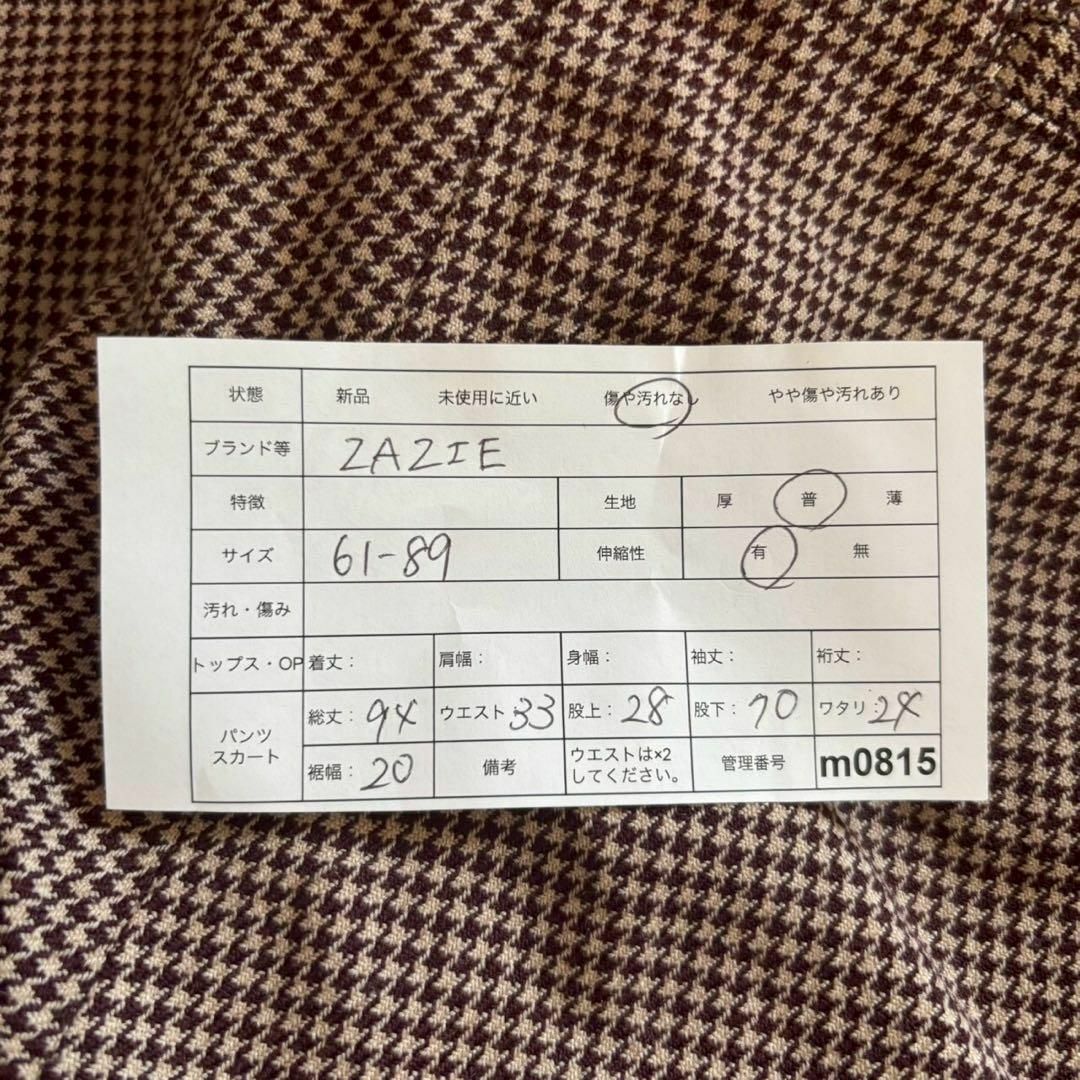 状態 新品 未使用に近い 傷や汚れなし やや傷や汚れあり
ブランド等 ZAZIE
特徴 生地 厚 普 薄
サイズ 61-89 伸縮性 有 無
汚れ・傷み
トップス・OP 着丈: 肩幅: 身幅: 袖丈: 裄丈:
パンツ スカート
総丈: 94 ウエスト: 33 股上: 28 股下: 70 ワタリ: 24
裾幅: 20 備考 ウエストは×2 してください。 管理番号 m0815